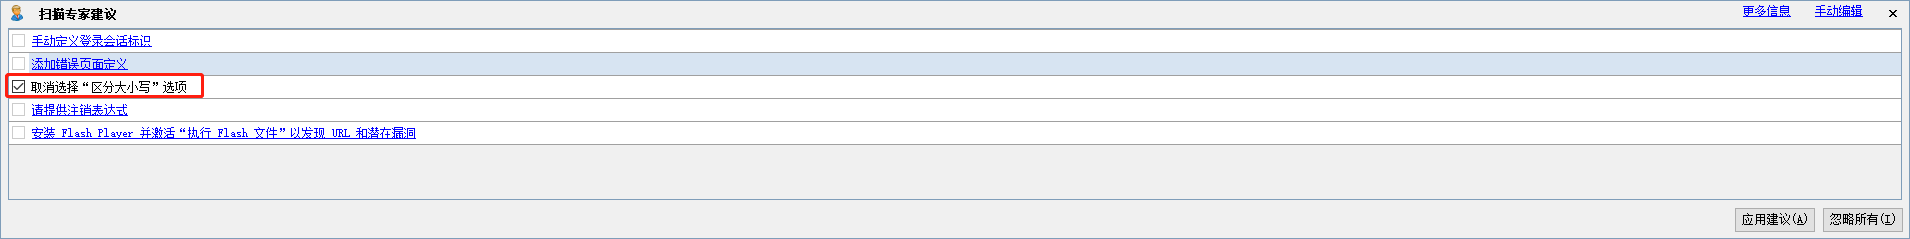 扫描专家建议 更多信息 手动编辑
手动定义登录会话标识
添加错误页面定义
取消选择“区分大小写”选项
请提供注销表达式
安装 Flash Player 并激活“执行 Flash 文件”以发现 URL 和潜在漏洞
应用建议(A) 忽略所有(I)